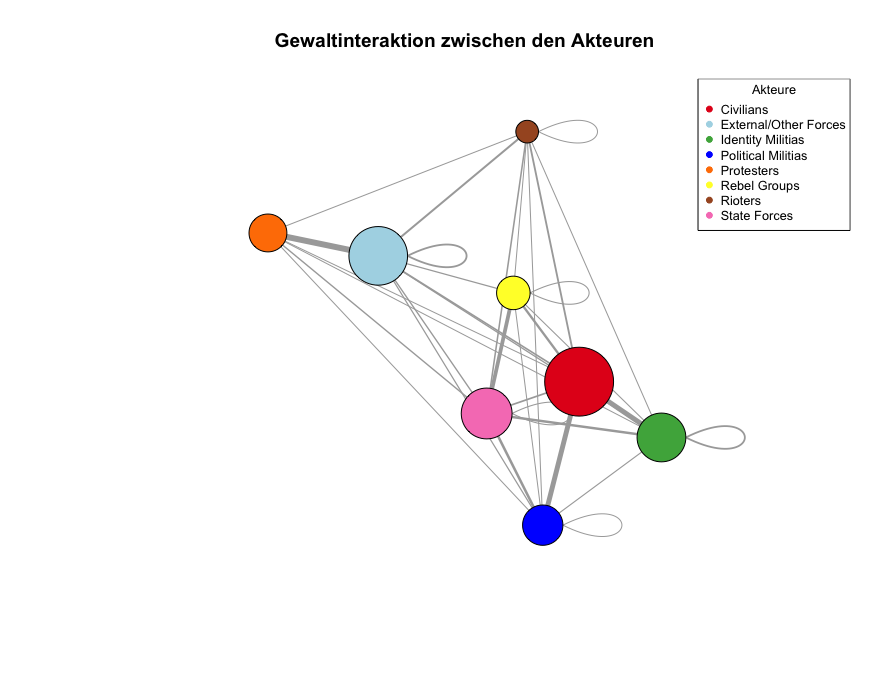 Gewaltinteraktion zwischen den Akteuren
Akteure
Civilians
External/Other Forces
Identity Militias
Political Militias
Protesters
Rebel Groups
Rioters
State Forces